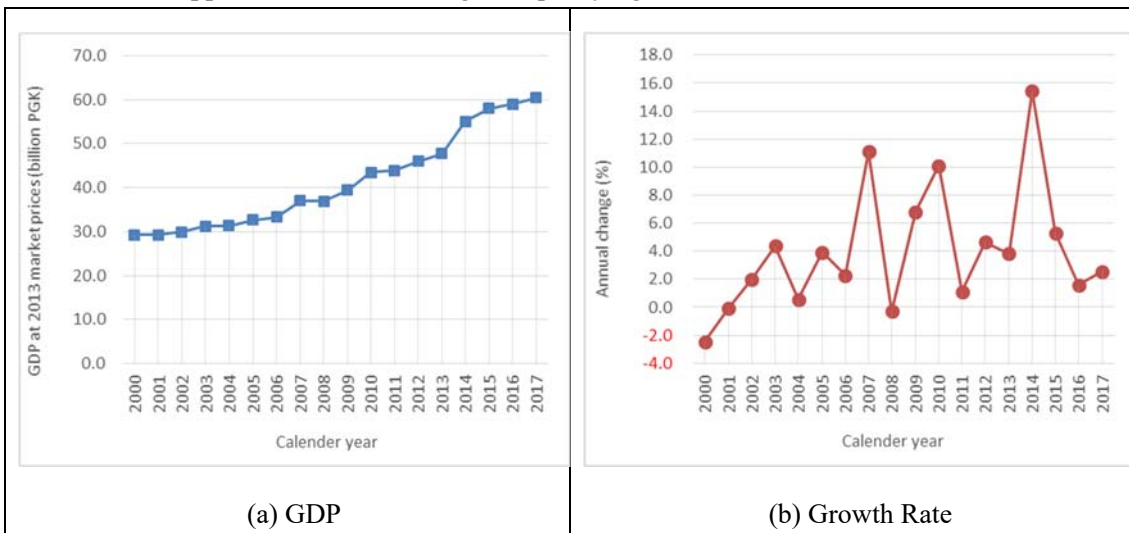 70.0
60.0
50.0
40.0
30.0
20.0
10.0
0.0
GDP at 2013 market prices (billion PGK)
2000 2001 2002 2003 2004 2005 2006 2007 2008 2009 2010 2011 2012 2013 2014 2015 2016 2017
Calender year
(a) GDP
18.0
16.0
14.0
12.0
10.0
8.0
6.0
4.0
2.0
0.0
-2.0
-4.0
Annual change (%)
2000 2001 2002 2003 2004 2005 2006 2007 2008 2009 2010 2011 2012 2013 2014 2015 2016 2017
Calender year
(b) Growth Rate